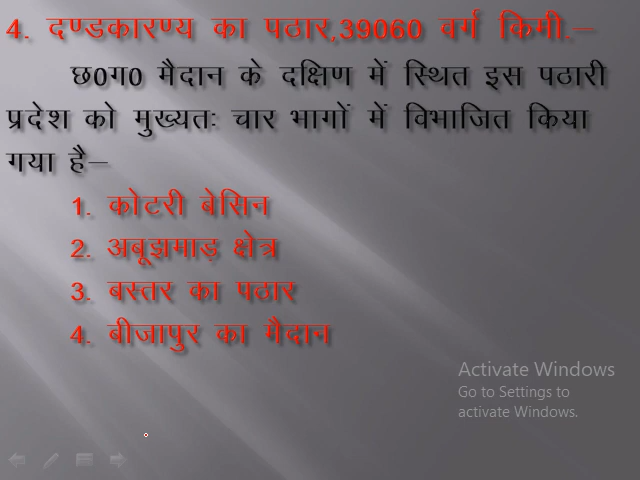 4. दण्डकारण्य का पठार,39060 वर्ग किमी.–
छ0ग0 मैदान के दक्षिण में स्थित इस पठारी
प्रदेश को मुख्यतः चार भागों में विभाजित किया
गया है–
1. कोटरी बेसिन
2. अबूझमाड़ क्षेत्र
3. बस्तर का पठार
4. बीजापुर का मैदान
Activate Windows
Go to Settings to
activate Windows.